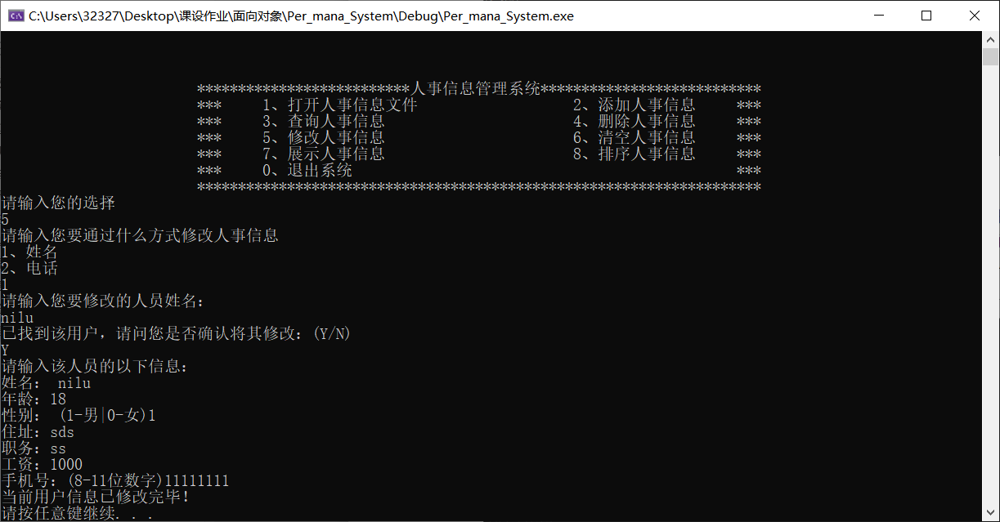 C:\Users\32327\Desktop\课设作业\面向对象\Per_mana_System\Debug\Per_mana_System.exe
**************************人事信息管理系统***************************
*** 1、打开人事信息文件 2、添加人事信息 ***
*** 3、查询人事信息 4、删除人事信息 ***
*** 5、修改人事信息 6、清空人事信息 ***
*** 7、展示人事信息 8、排序人事信息 ***
*** 0、退出系统 ***
*********************************************************************
请输入您的选择
5
请输入您要通过什么方式修改人事信息
1、姓名
2、电话
1
请输入您要修改的人员姓名:
nilu
已找到该用户，请问您是否确认将其修改：(Y/N)
Y
请输入该人员的以下信息:
姓名： nilu
年龄：18
性别： (1-男|0-女)1
住址：sds
职务：ss
工资：1000
手机号：(8-11位数字)11111111
当前用户信息已修改完毕！
请按任意键继续. . .